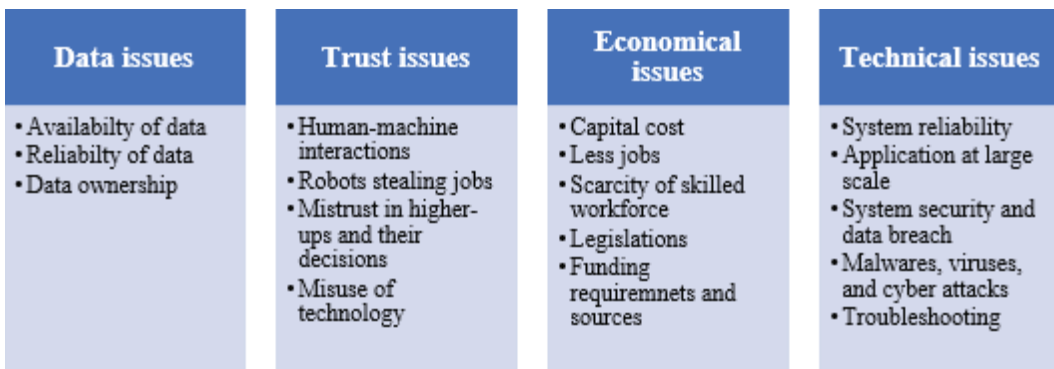 Data issues
• Availabilty of data
• Reliabilty of data
• Data ownership
Trust issues
• Human-machine
interactions
• Robots stealing jobs
• Mistrust in higher-
ups and their
decisions
• Misuse of
technology
Economical
issues
• Capital cost
• Less jobs
• Scarcity of skilled
workforce
• Legislations
• Funding
requiremnets and
sources
Technical issues
• System reliability
• Application at large
scale
• System security and
data breach
• Malwares, viruses,
and cyber attacks
• Troubleshooting